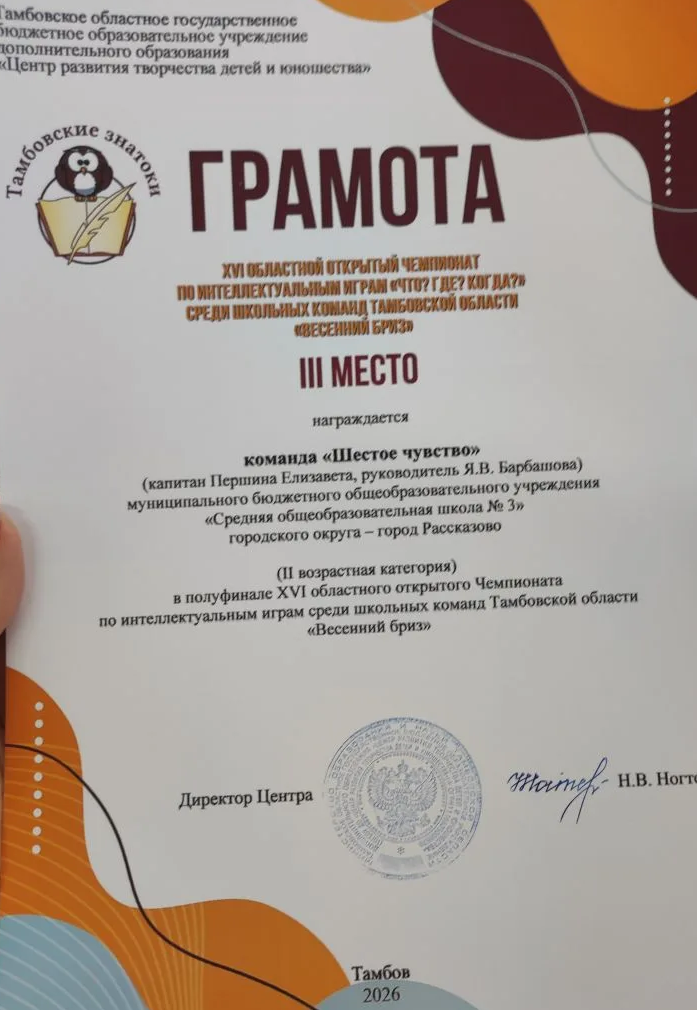 Тамбовское областное государственное
бюджетное образовательное учреждение
дополнительного образования
«Центр развития творчества детей и юношества»
Тамбовские знатоки
ГРАМОТА
XVI ОБЛАСТНОЙ ОТКРЫТЫЙ ЧЕМПИОНАТ
ПО ИНТЕЛЛЕКТУАЛЬНЫМ ИГРАМ «ЧТО? ГДЕ? КОГДА?»
СРЕДИ ШКОЛЬНЫХ КОМАНД ТАМБОВСКОЙ ОБЛАСТИ
«ВЕСЕННИЙ БРИЗ»
III МЕСТО
награждается
команда «Шестое чувство»
(капитан Першина Елизавета, руководитель Я.В. Барбашова)
муниципального бюджетного общеобразовательного учреждения
«Средняя общеобразовательная школа № 3»
городского округа – город Рассказово
(II возрастная категория)
в полуфинале XVI областного открытого Чемпионата
по интеллектуальным играм среди школьных команд Тамбовской области
«Весенний бриз»
Директор Центра
Н.В.
Тамбов
2026